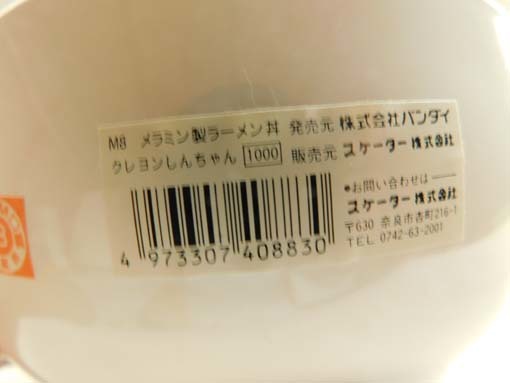 M8 メラミン製ラーメン丼 発売元 株式会社バンダイ
クレヨンしんちゃん 1000 販売元 スケーター株式会社
•お問い合わせは
スケーター株式会社
〒630 奈良市杏町216-1
TEL 0742-63-2001
4 973307 408830